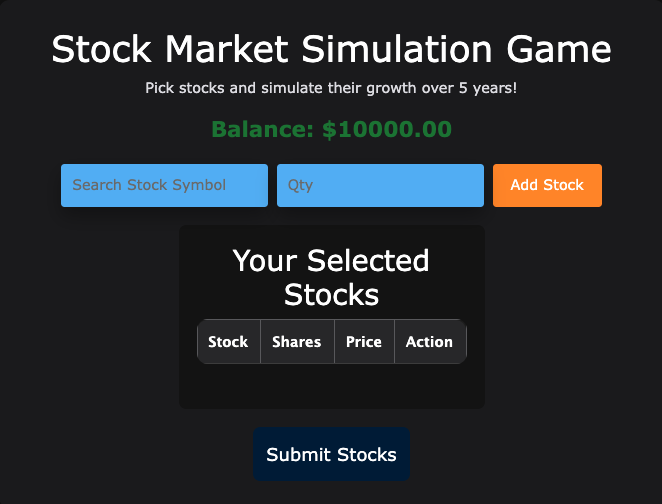 Stock Market Simulation Game
Pick stocks and simulate their growth over 5 years!
Balance: $10000.00
Search Stock Symbol Qty Add Stock
Your Selected
Stocks
Stock Shares Price Action
Submit Stocks